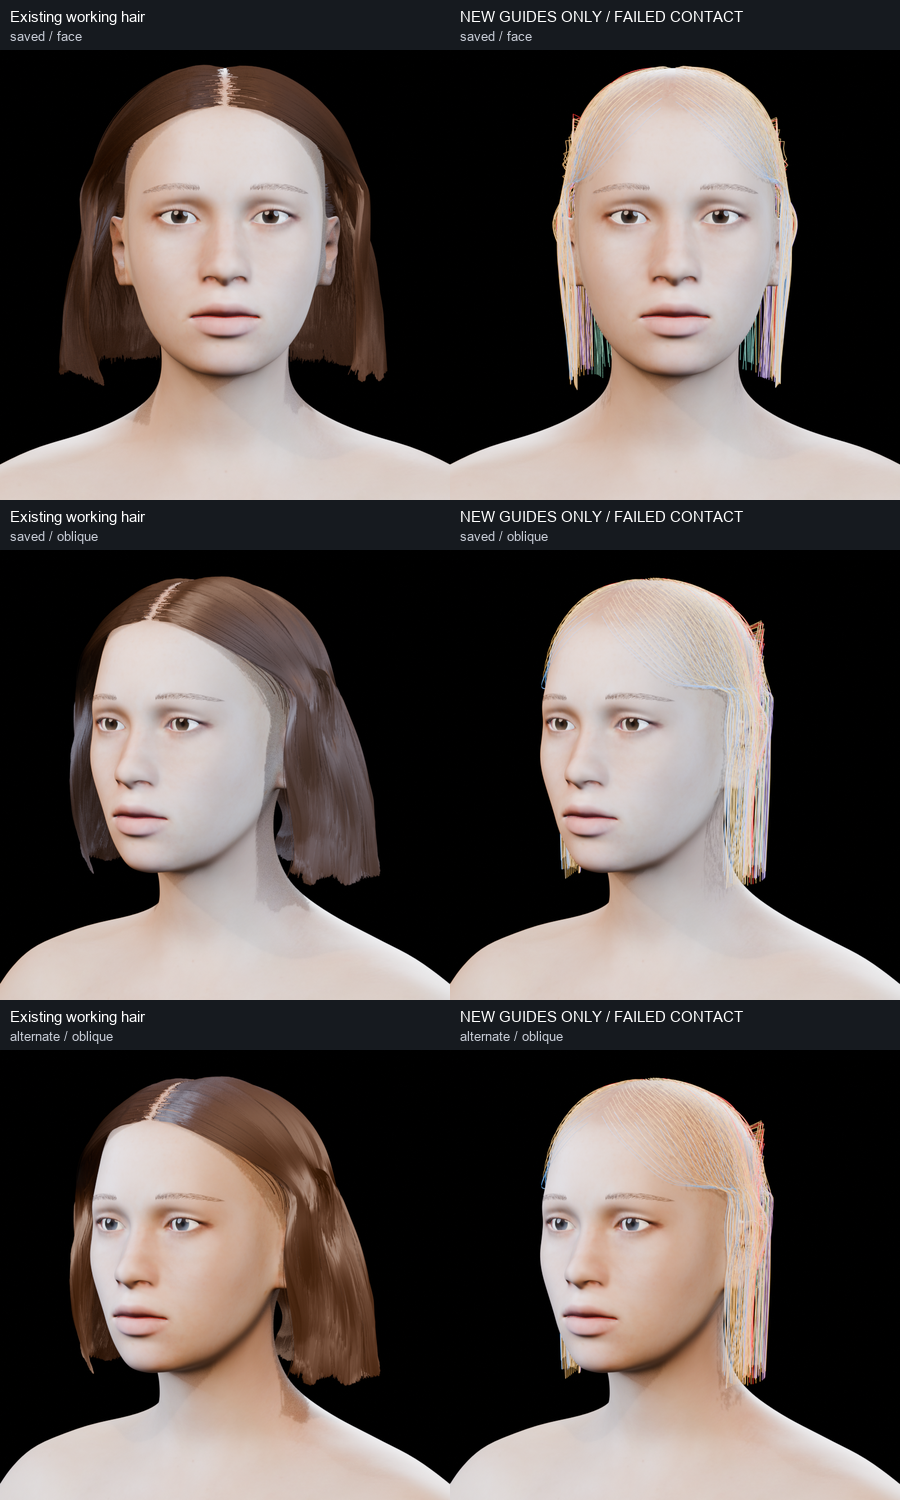 Existing working hair
saved / face
NEW GUIDES ONLY / FAILED CONTACT
saved / face
Existing working hair
saved / oblique
NEW GUIDES ONLY / FAILED CONTACT
saved / oblique
Existing working hair
alternate / oblique
NEW GUIDES ONLY / FAILED CONTACT
alternate / oblique